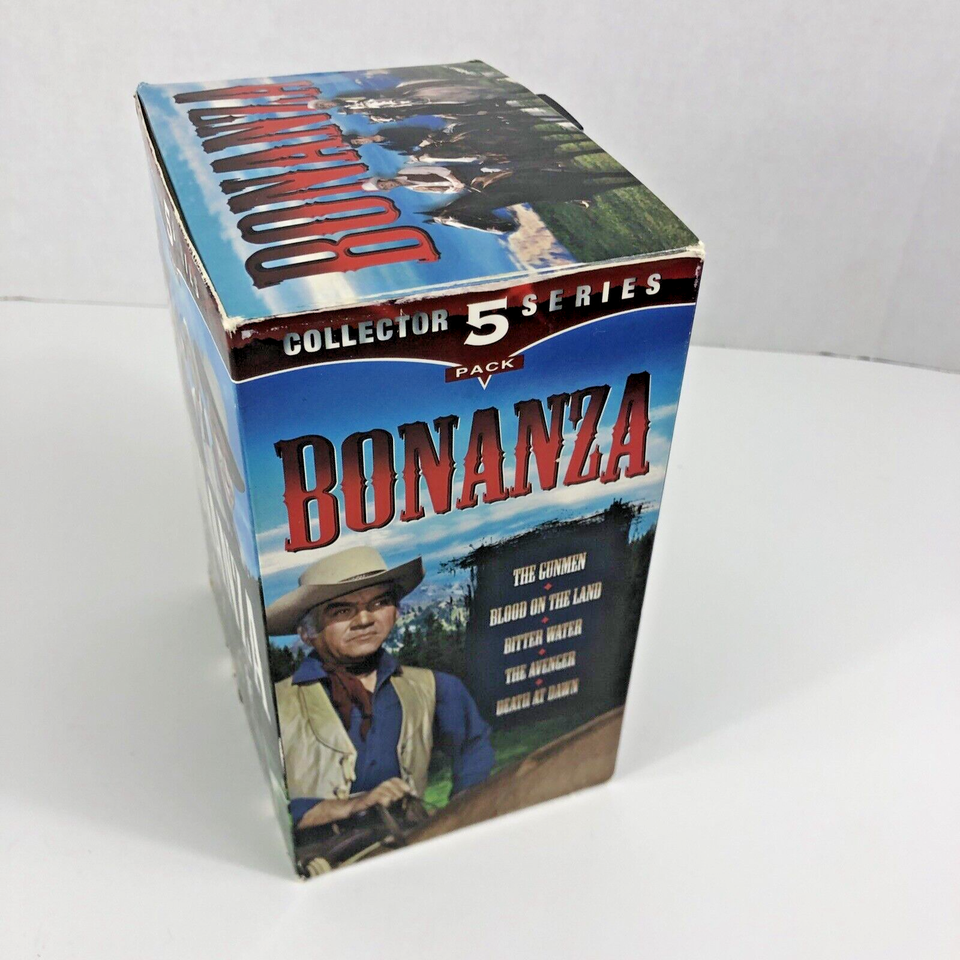 BONANZA
COLLECTOR 5 SERIES
PACK
BONANZA
THE GUNMEN
BLOOD ON THE LAND
BITTER WATER
THE AVENGER
DEATH AT DAWN